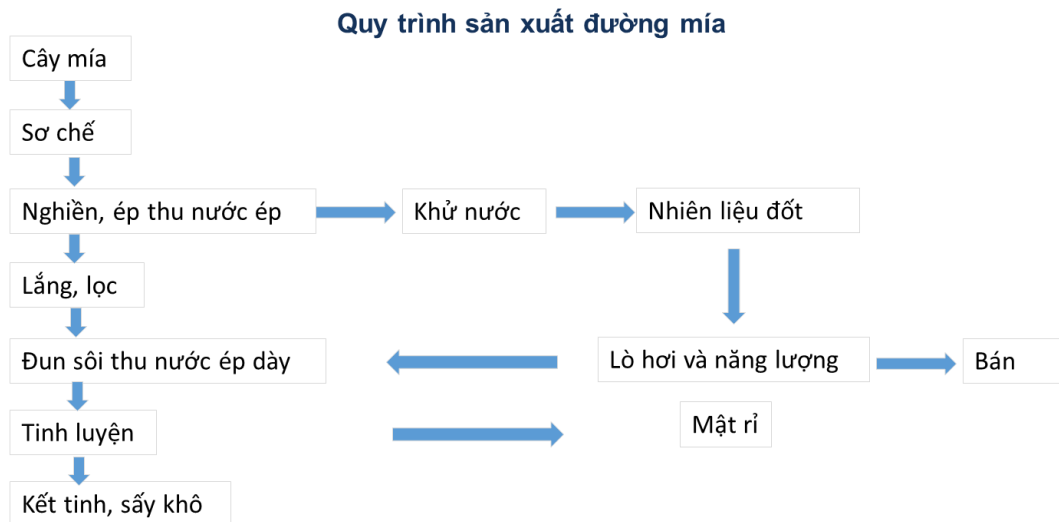 Quy trình sản xuất đường mía
Cây mía
Sơ chế
Nghiền, ép thu nước ép
Khử nước
Nhiên liệu đốt
Lắng, lọc
Đun sôi thu nước ép dày
Lò hơi và năng lượng
Bán
Tinh luyện
Mật rỉ
Kết tinh, sấy khô